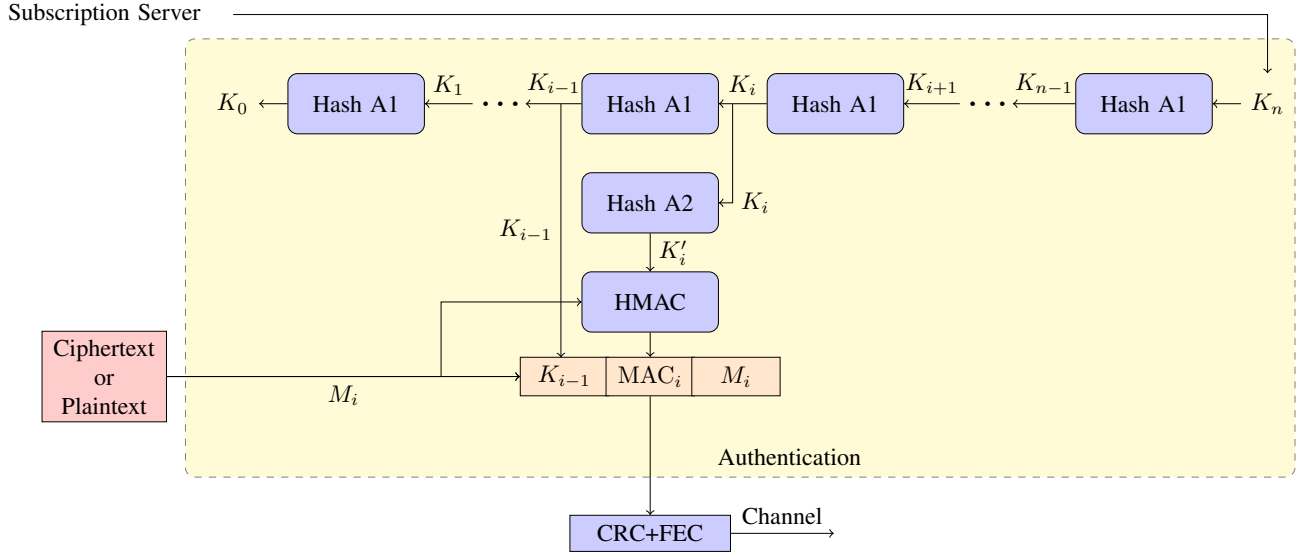 Subscription Server
K_0
Hash A1
K_1
• • •
K_{i−1}
Hash A1
K_i
Hash A1
K_{i+1}
• • •
K_{n−1}
Hash A1
K_n
Hash A2
K_i
K_{i−1}
K'_i
HMAC
Ciphertext
or
Plaintext
M_i
K_{i−1}
MAC_i
M_i
Authentication
CRC+FEC
Channel